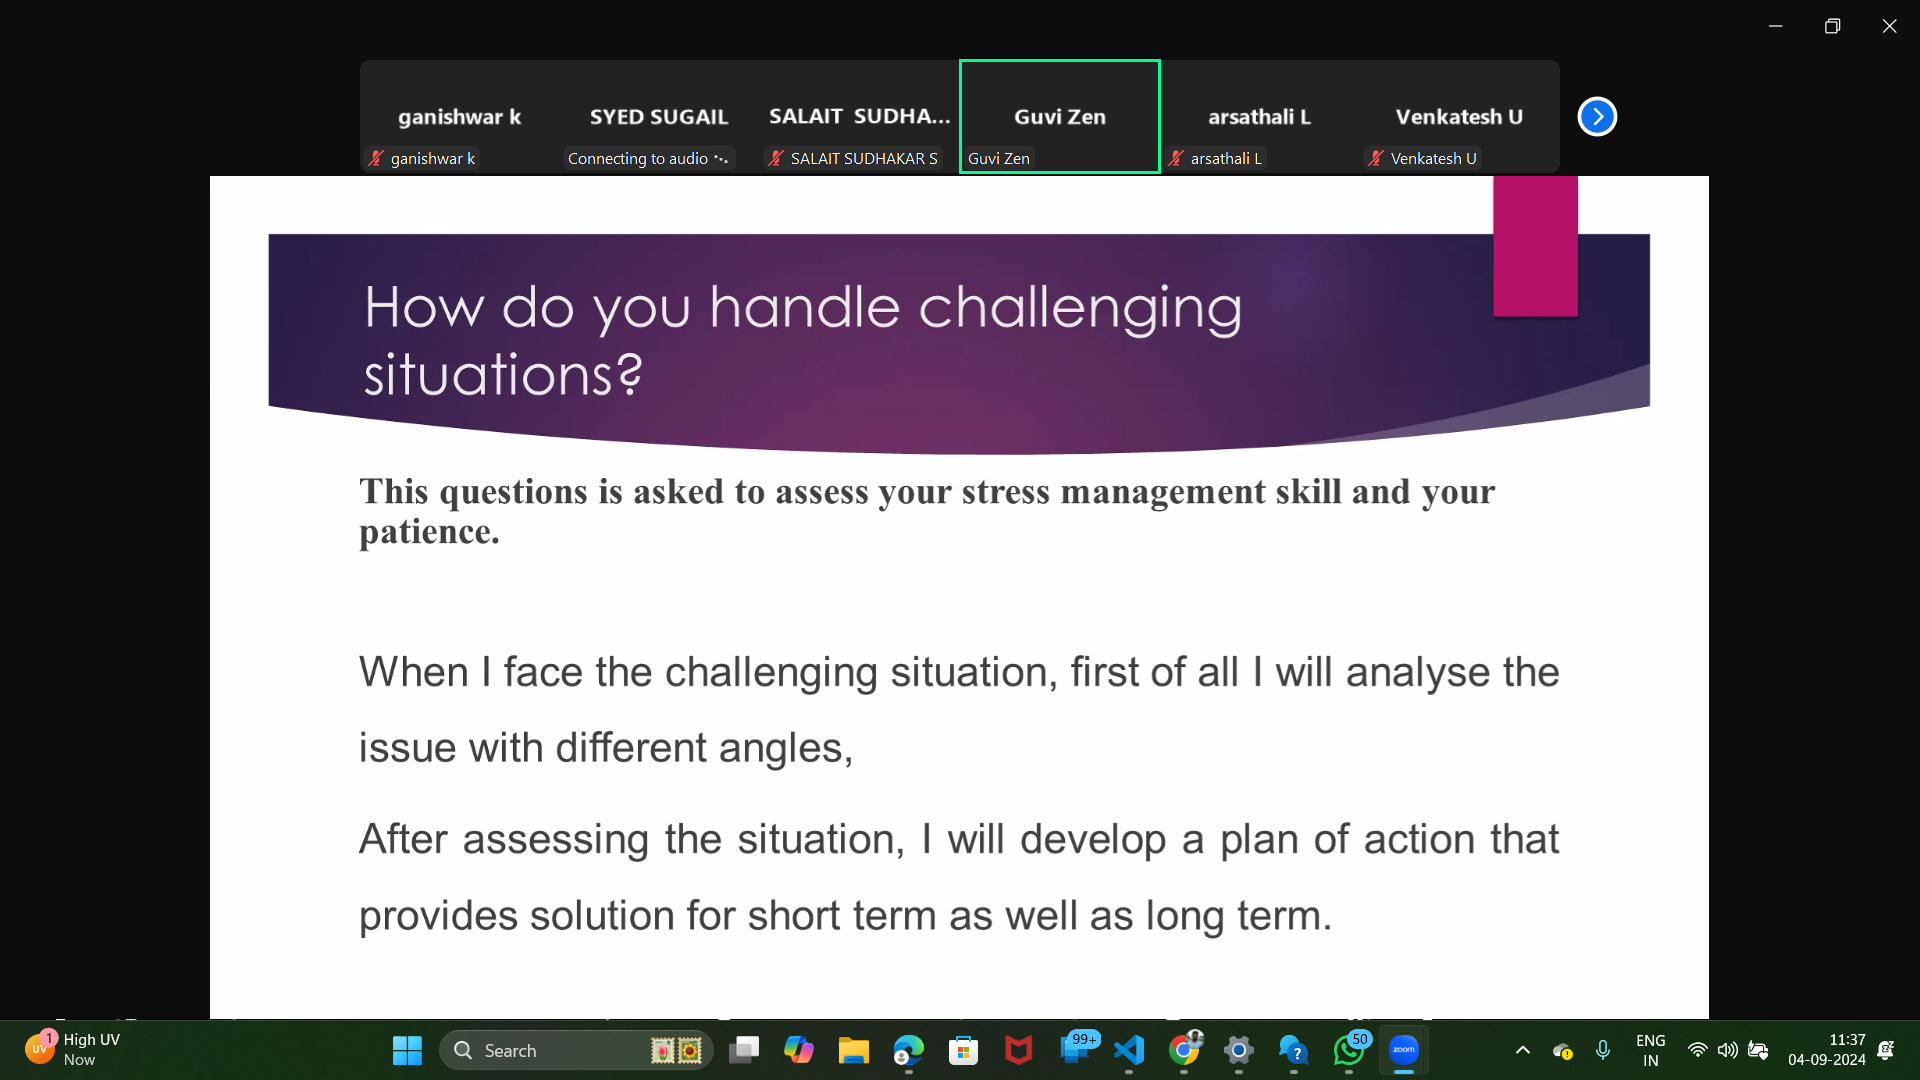 ganishwar k
SYED SUGAIL
SALAIT SUDHA...
Guvi Zen
arsathali L
Venkatesh U
ganishwar k
Connecting to audio
SALAIT SUDHAKAR S
Guvi Zen
arsathali L
Venkatesh U
How do you handle challenging
situations?
This questions is asked to assess your stress management skill and your
patience.
When I face the challenging situation, first of all I will analyse the
issue with different angles,
After assessing the situation, I will develop a plan of action that
provides solution for short term as well as long term.
1
UV
High UV
Now
Search
99+
50
zoom
ENG
IN
11:37
04-09-2024